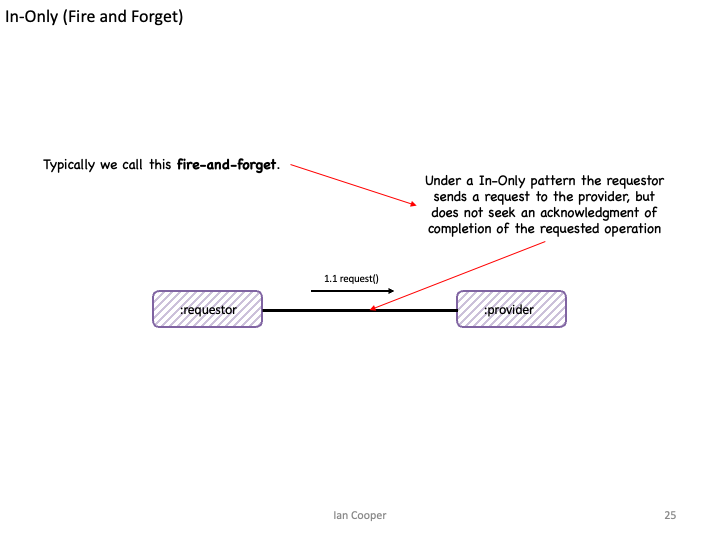 In-Only (Fire and Forget)
Typically we call this fire-and-forget.
Under a In-Only pattern the requestor
sends a request to the provider, but
does not seek an acknowledgment of
completion of the requested operation
1.1 request()
:requestor
:provider
Ian Cooper
25